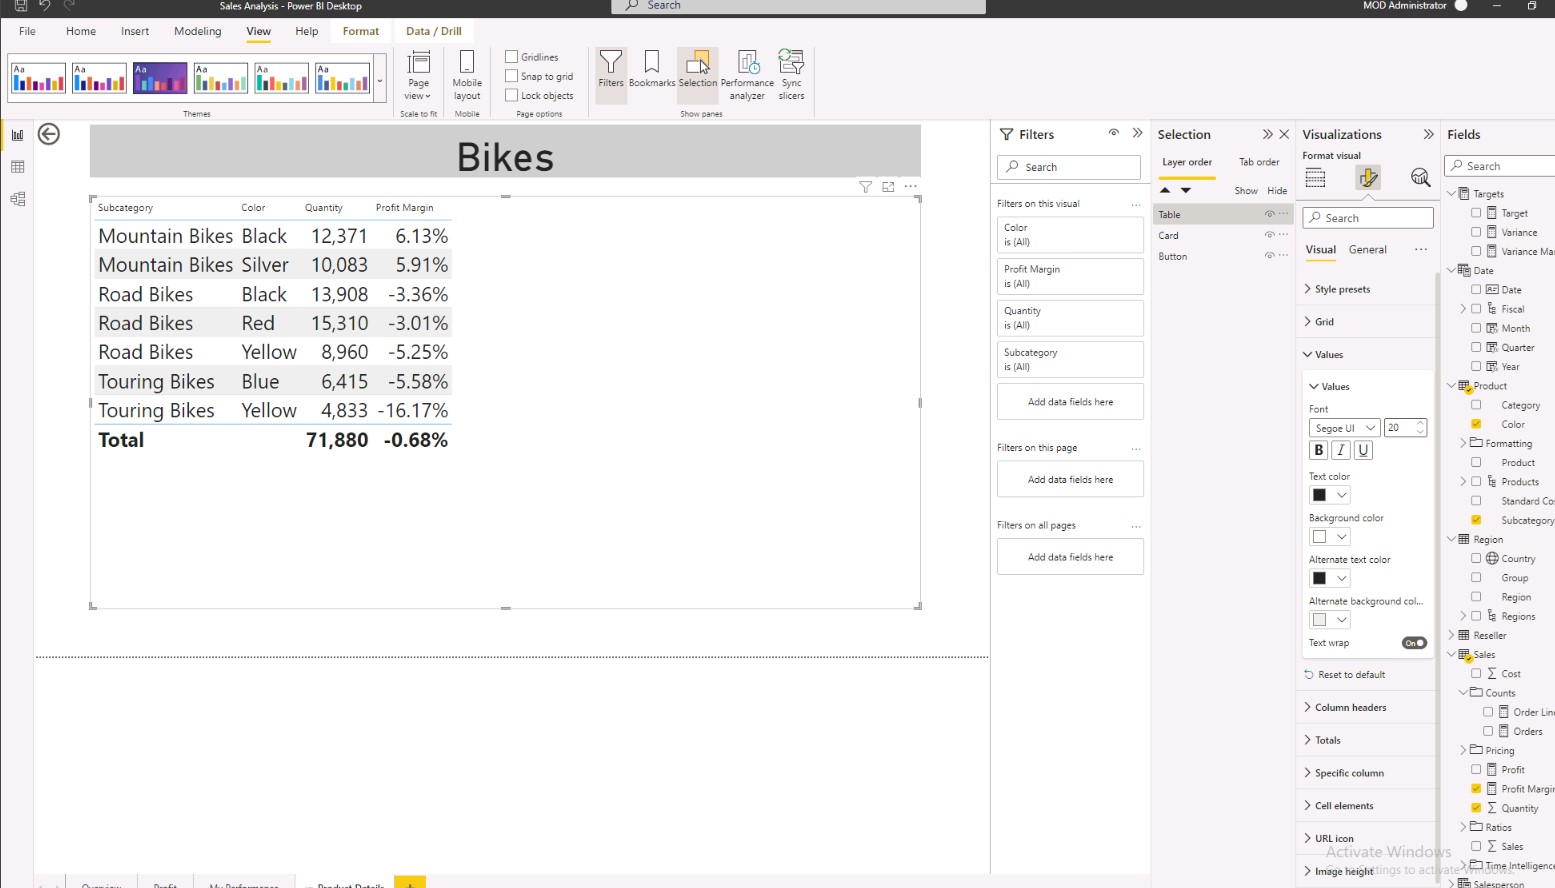 Sales Analysis - Power BI Desktop
Search
MOD Administrator
File Home Insert Modeling View Help Format Data / Drill
Aa Aa Aa Aa Aa Aa
Themes
Page view
Scale to fit
Mobile layout
Mobile
Gridlines
Snap to grid
Lock objects
Page options
Filters
Bookmarks
Selection
Performance analyzer
Sync slicers
Show panes
Bikes
Subcategory Color Quantity Profit Margin
Mountain Bikes Black 12,371 6.13%
Mountain Bikes Silver 10,083 5.91%
Road Bikes Black 13,908 -3.36%
Road Bikes Red 15,310 -3.01%
Road Bikes Yellow 8,960 -5.25%
Touring Bikes Blue 6,415 -5.58%
Touring Bikes Yellow 4,833 -16.17%
Total 71,880 -0.68%
Filters
Search
Filters on this visual ...
Color
is (All)
Profit Margin
is (All)
Quantity
is (All)
Subcategory
is (All)
Add data fields here
Filters on this page ...
Add data fields here
Filters on all pages ...
Add data fields here
Selection
Layer order Tab order
Show Hide
Table
Card
Button
Visualizations
Format visual
Search
Visual General ...
Style presets
Grid
Values
Values
Font
Segoe UI 20
B I U
Text color
Background color
Alternate text color
Alternate background col...
Text wrap On
Reset to default
Column headers
Totals
Specific column
Cell elements
URL icon
Image height
Fields
Search
Targets
Target
Variance
Variance Ma
Date
Date
Fiscal
Month
Quarter
Year
Product
Category
Color
Formatting
Product
Products
Standard Co
Subcategory
Region
Country
Group
Region
Regions
Reseller
Sales
Cost
Counts
Order Lin
Orders
Pricing
Profit
Profit Margi
Quantity
Ratios
Sales
Time Intelligence
Salesperson
Activate Windows
Go to Settings to activate Windows.
Overview Profit My Performance Product Details +